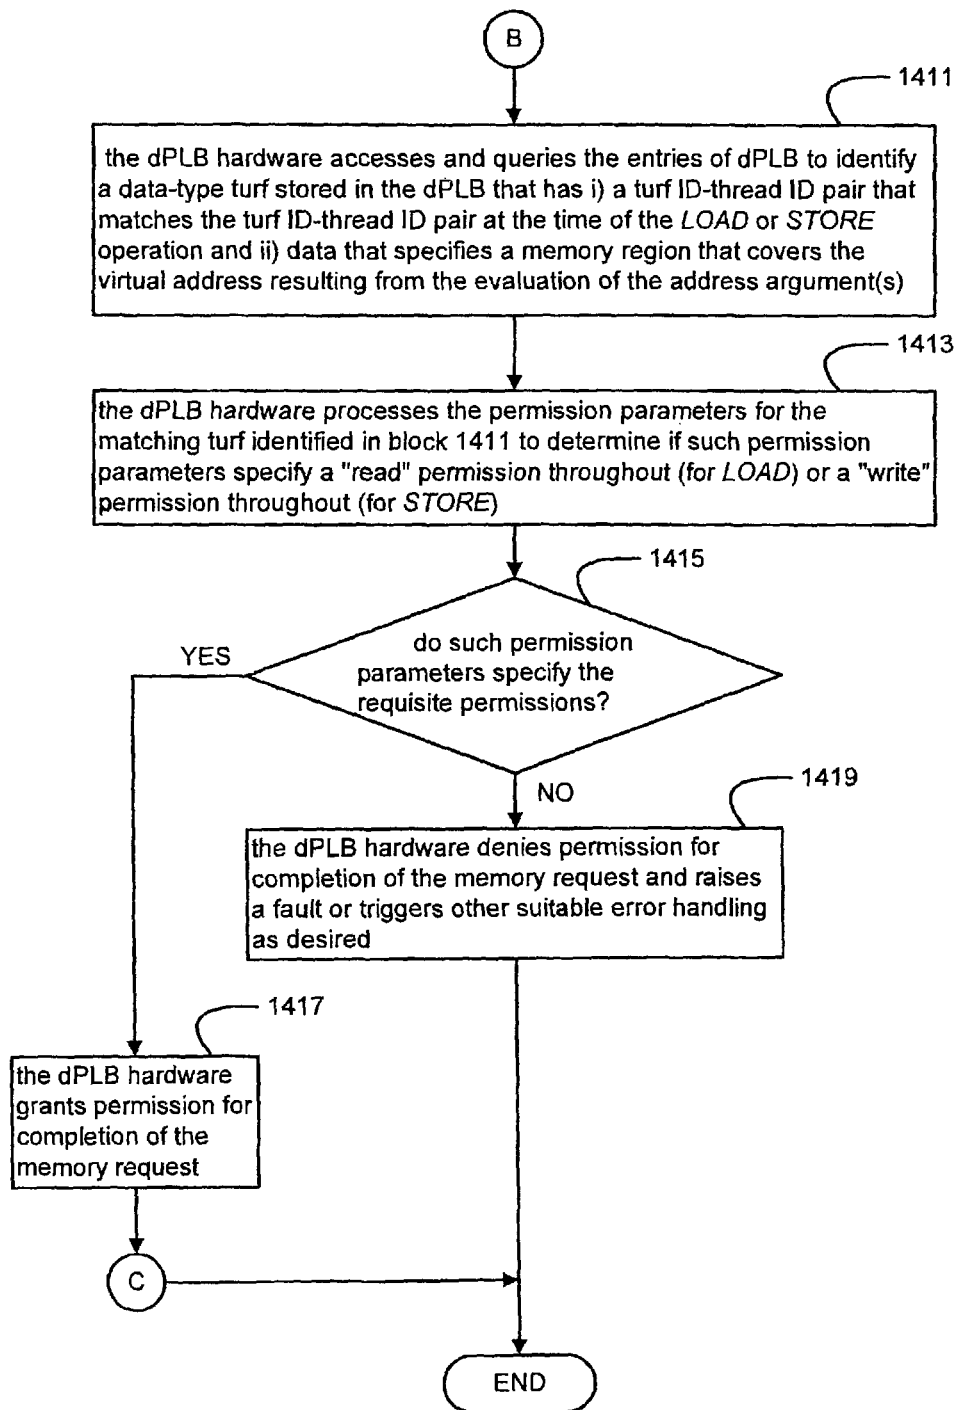 B
1411
the dPLB hardware accesses and queries the entries of dPLB to identify
a data-type turf stored in the dPLB that has i) a turf ID-thread ID pair that
matches the turf ID-thread ID pair at the time of the LOAD or STORE
operation and ii) data that specifies a memory region that covers the
virtual address resulting from the evaluation of the address argument(s)
1413
the dPLB hardware processes the permission parameters for the
matching turf identified in block 1411 to determine if such permission
parameters specify a "read" permission throughout (for LOAD) or a "write"
permission throughout (for STORE)
1415
do such permission
parameters specify the
requisite permissions?
YES
NO
1419
the dPLB hardware denies permission for
completion of the memory request and raises
a fault or triggers other suitable error handling
as desired
1417
the dPLB hardware
grants permission for
completion of the
memory request
C
END